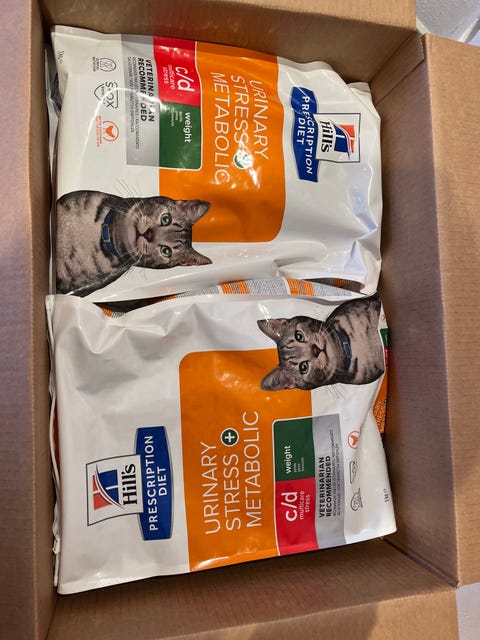 Hill's
PRESCRIPTION
DIET
URINARY
STRESS +
METABOLIC
c/d
multicare
stress
weight
VETERINARIAN
RECOMMENDED
Hill's
PRESCRIPTION
DIET
URINARY
STRESS +
METABOLIC
weight
c/d
multicare
stress
VETERINARIAN
RECOMMENDED